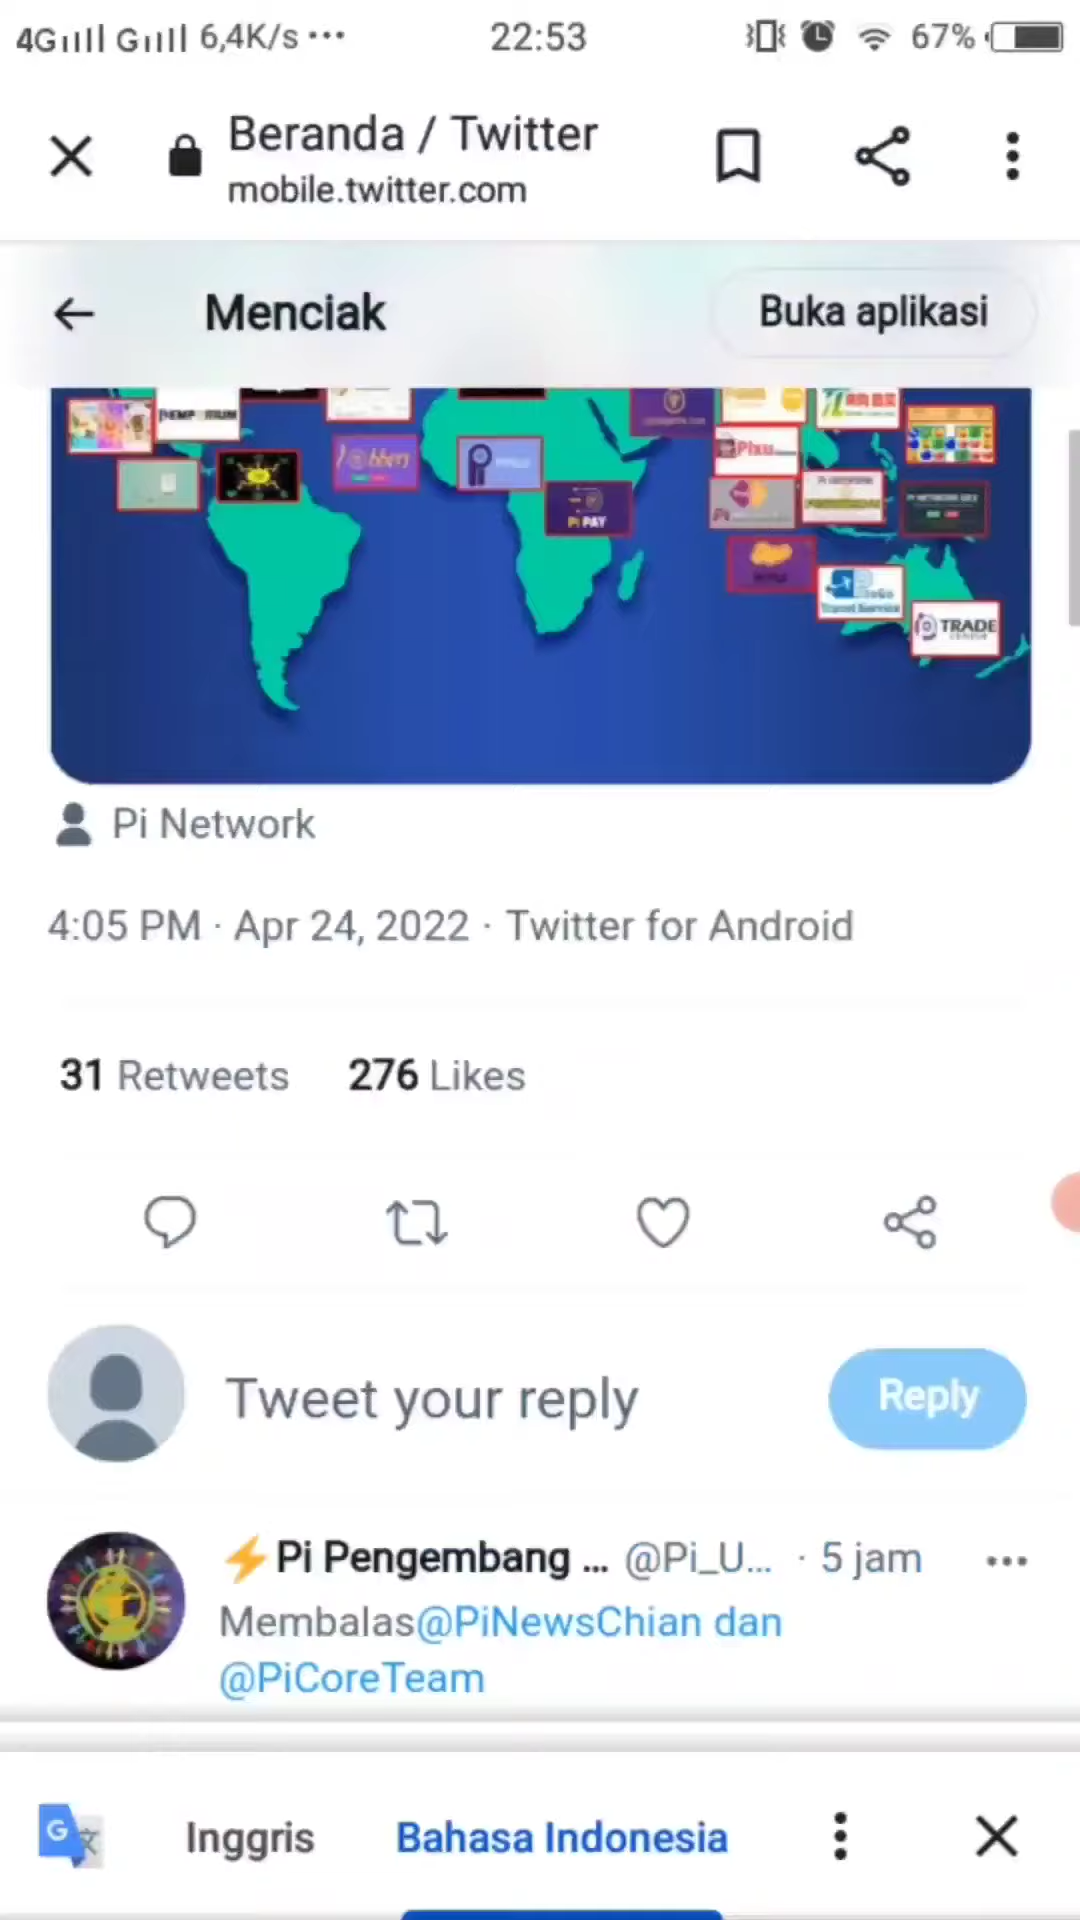 4G G 6,4K/s ... 22:53 67%
Beranda / Twitter
mobile.twitter.com
Menciak
Buka aplikasi
Pixu
PI PAY
TRADE
Pi Network
4:05 PM · Apr 24, 2022 · Twitter for Android
31 Retweets 276 Likes
Tweet your reply
Reply
⚡Pi Pengembang ... @Pi_U... · 5 jam
Membalas@PiNewsChian dan
@PiCoreTeam
G 文 Inggris Bahasa Indonesia